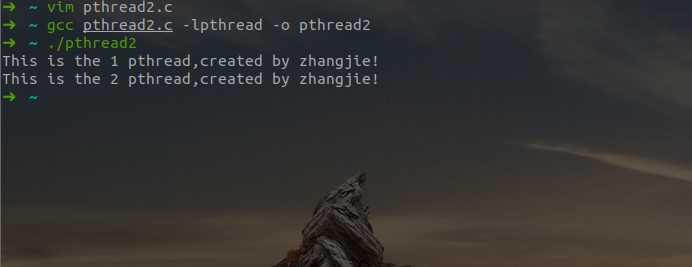 ➜ ~ vim pthread2.c
➜ ~ gcc pthread2.c -lpthread -o pthread2
➜ ~ ./pthread2
This is the 1 pthread,created by zhangjie!
This is the 2 pthread,created by zhangjie!
➜ ~